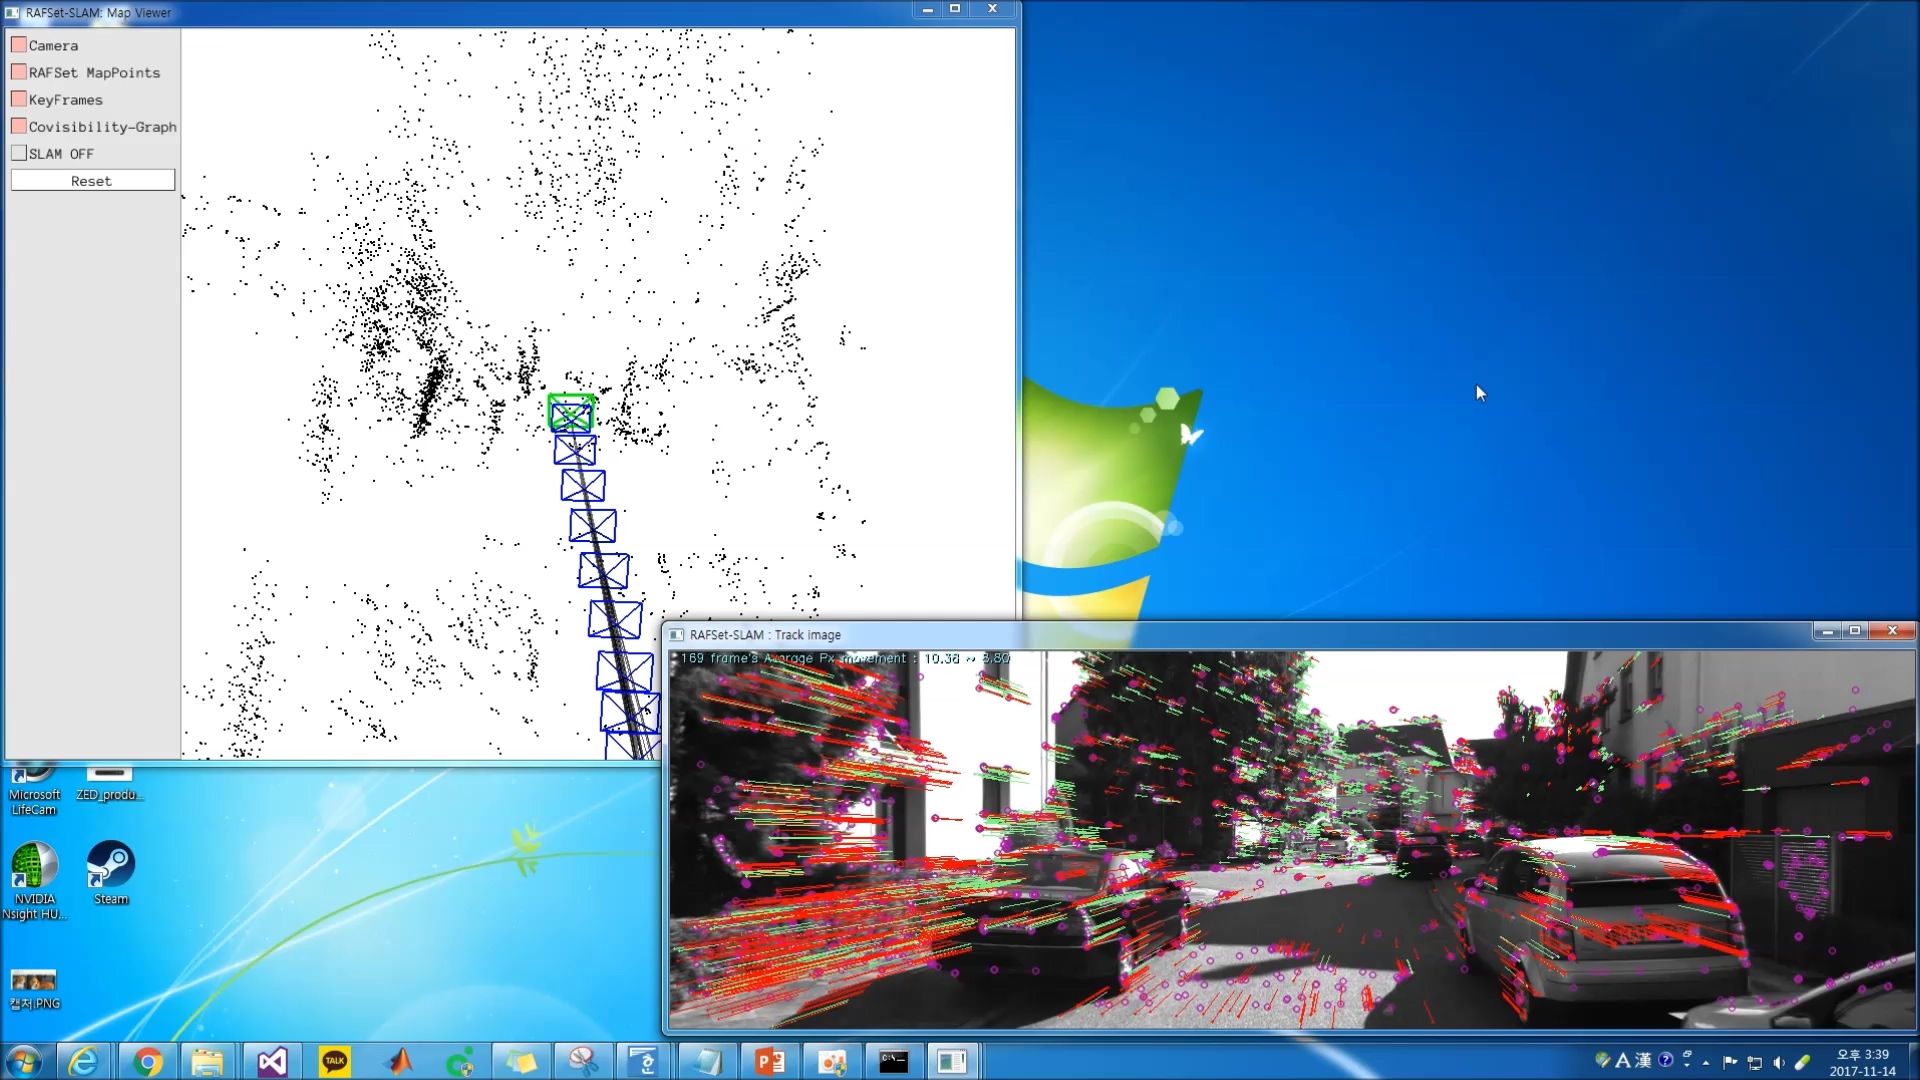 RAFSet-SLAM: Map Viewer
Camera
RAFSet MapPoints
KeyFrames
Covisibility-Graph
SLAM OFF
Reset
RAFSet-SLAM : Track image
169 frame's Average Px movement : 10.38 ~ 8.80
Microsoft
LifeCam
ZED_produ...
NVIDIA
Nsight HU...
Steam
캡처.PNG
TALK
C:\
A 漢
오후 3:39
2017-11-14